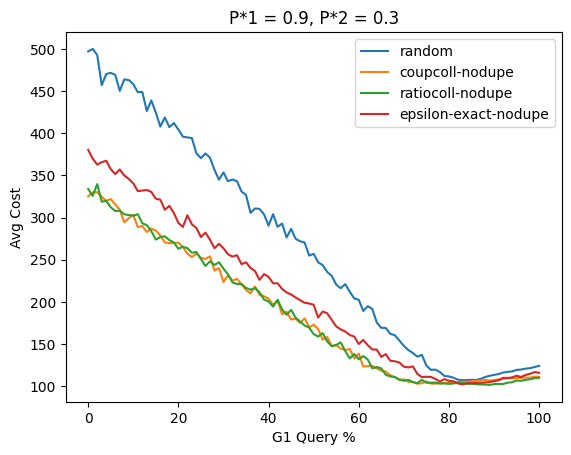 P*1 = 0.9, P*2 = 0.3
random
coupcoll-nodupe
ratiocoll-nodupe
epsilon-exact-nodupe
Avg Cost
500
450
400
350
300
250
200
150
100
0 20 40 60 80 100
G1 Query %